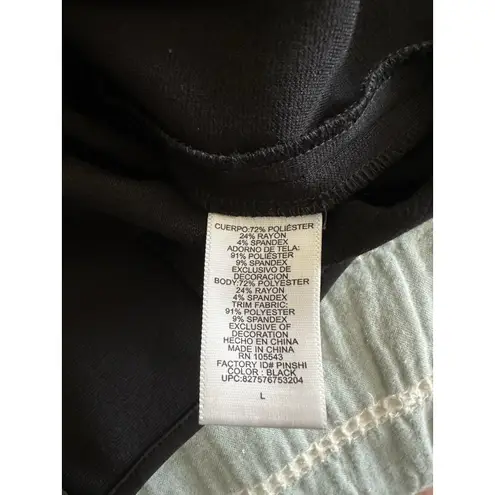 CUERPO:72% POLIÉSTER
24% RAYÓN
4% SPANDEX
ADORNO DE TELA:
91% POLIÉSTER
9% SPANDEX
EXCLUSIVO DE
DECORACION
BODY:72% POLYESTER
24% RAYON
4% SPANDEX
TRIM FABRIC:
91% POLYESTER
9% SPANDEX
EXCLUSIVE OF
DECORATION
HECHO EN CHINA
MADE IN CHINA
RN 105543
FACTORY ID# PINSHI
COLOR : BLACK
UPC:827576753204
L